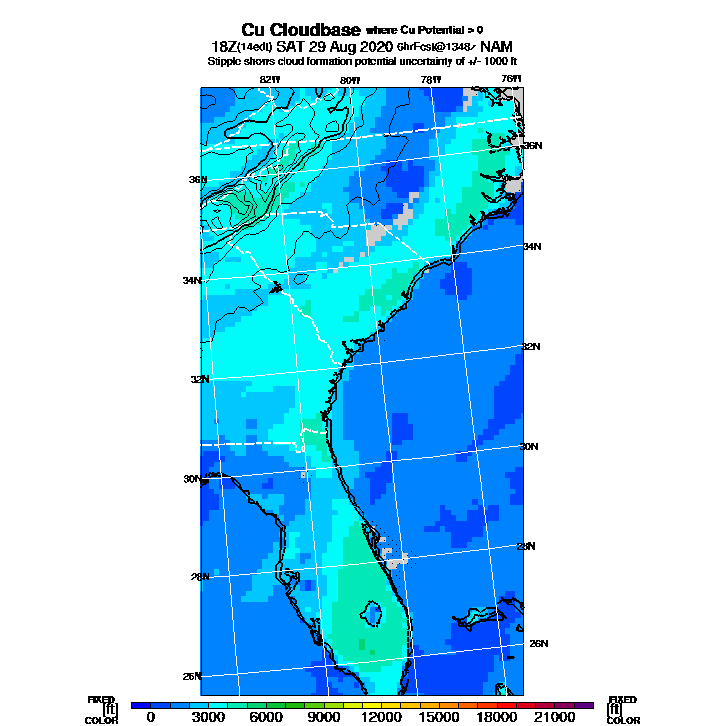 Cu Cloudbase where Cu Potential > 0
18Z(14edt) SAT 29 Aug 2020 6hrFcst@1348z NAM
Stipple shows cloud formation potential uncertainty of +/- 1000 ft
82W 80W 78W 76W
36N
36N
34N
34N
32N
32N
30N
30N
28N
28N
26N
26N
FIXED FIXED
[ft] [ft]
COLOR 0 3000 6000 9000 12000 15000 18000 21000 COLOR